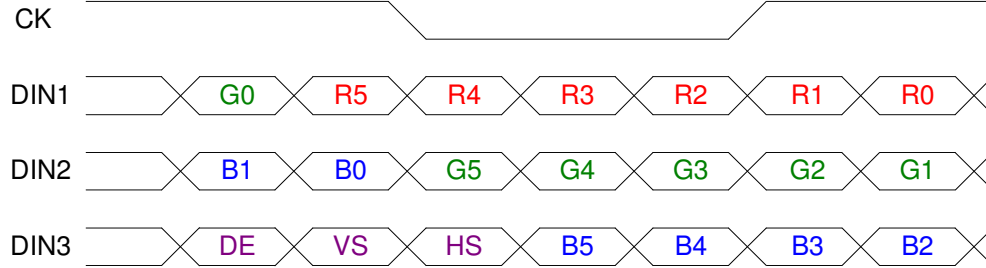 CK
DIN1 G0 R5 R4 R3 R2 R1 R0
DIN2 B1 B0 G5 G4 G3 G2 G1
DIN3 DE VS HS B5 B4 B3 B2